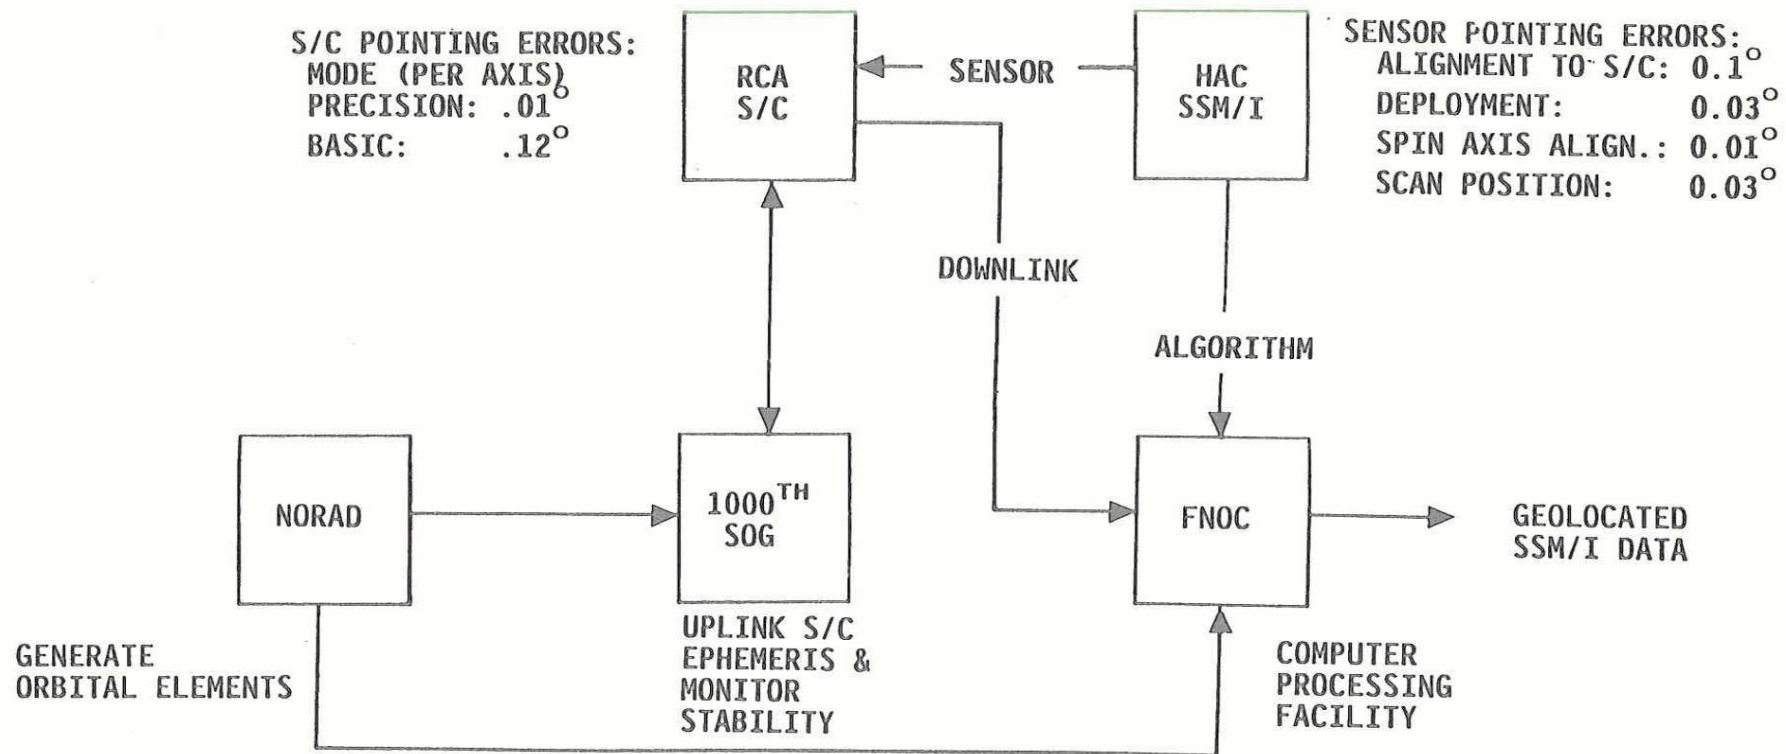 S/C POINTING ERRORS:
MODE (PER AXIS)
PRECISION: .01°
BASIC: .12°
RCA
S/C
SENSOR
HAC
SSM/I
SENSOR POINTING ERRORS:
ALIGNMENT TO S/C: 0.1°
DEPLOYMENT: 0.03°
SPIN AXIS ALIGN.: 0.01°
SCAN POSITION: 0.03°
DOWNLINK
ALGORITHM
NORAD
1000TH
SOG
FNOC
GEOLOCATED
SSM/I DATA
GENERATE
ORBITAL ELEMENTS
UPLINK S/C
EPHEMERIS &
MONITOR
STABILITY
COMPUTER
PROCESSING
FACILITY